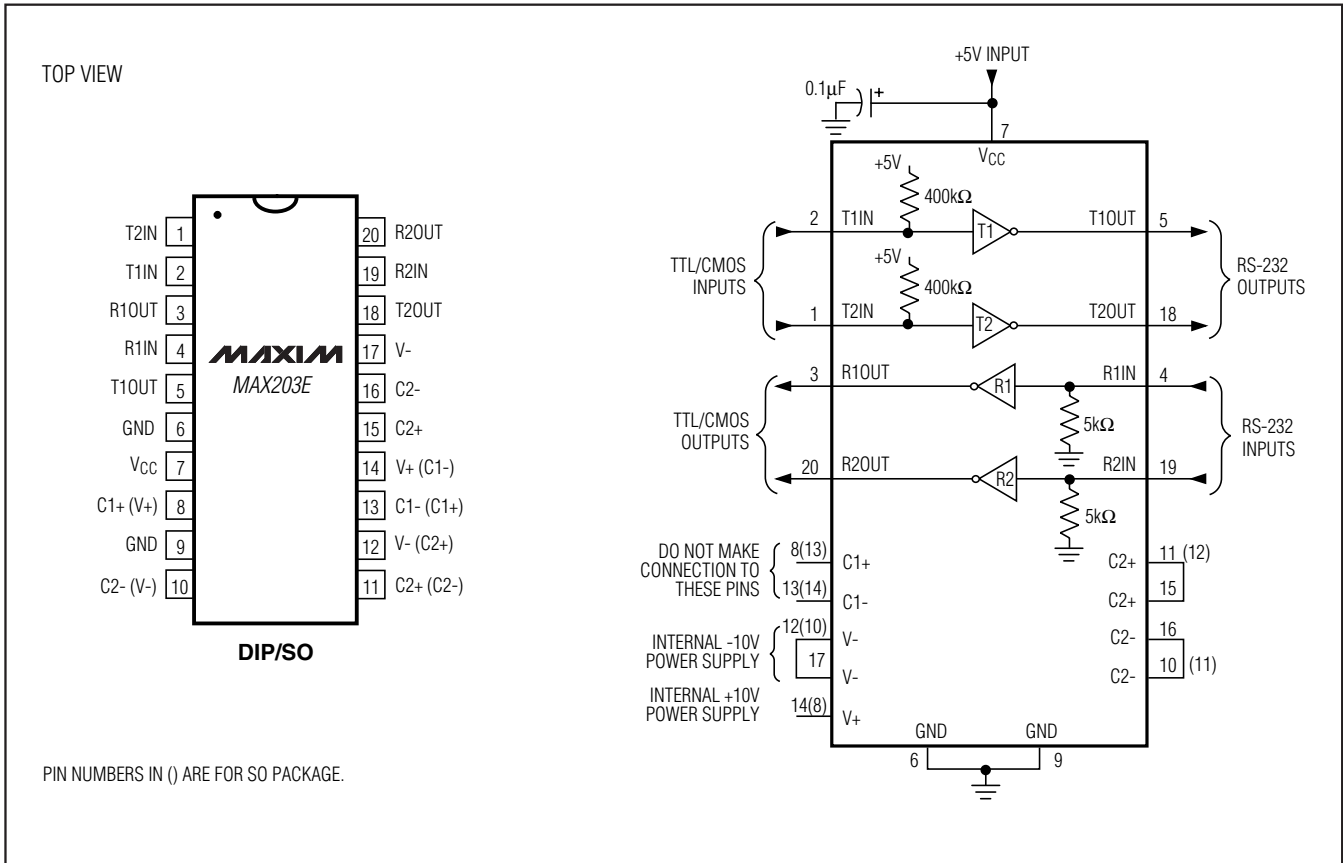 TOP VIEW
T2IN 1
T1IN 2
R1OUT 3
R1IN 4
T1OUT 5
GND 6
VCC 7
C1+ (V+) 8
GND 9
C2- (V-) 10
20 R2OUT
19 R2IN
18 T2OUT
17 V-
16 C2-
15 C2+
14 V+ (C1-)
13 C1- (C1+)
12 V- (C2+)
11 C2+ (C2-)
MAXIM
MAX203E
DIP/SO
PIN NUMBERS IN () ARE FOR SO PACKAGE.
+5V INPUT
0.1µF +
7
VCC
+5V
400kΩ
2 T1IN T1 T1OUT 5
+5V
400kΩ
1 T2IN T2 T2OUT 18
TTL/CMOS
INPUTS
RS-232
OUTPUTS
3 R1OUT R1 R1IN 4
5kΩ
20 R2OUT R2 R2IN 19
5kΩ
TTL/CMOS
OUTPUTS
RS-232
INPUTS
DO NOT MAKE
CONNECTION TO
THESE PINS
8(13) C1+
13(14) C1-
INTERNAL -10V
POWER SUPPLY
12(10) V-
17 V-
INTERNAL +10V
POWER SUPPLY
14(8) V+
C2+ 11 (12)
C2+ 15
C2- 16
C2- 10 (11)
GND GND
6 9